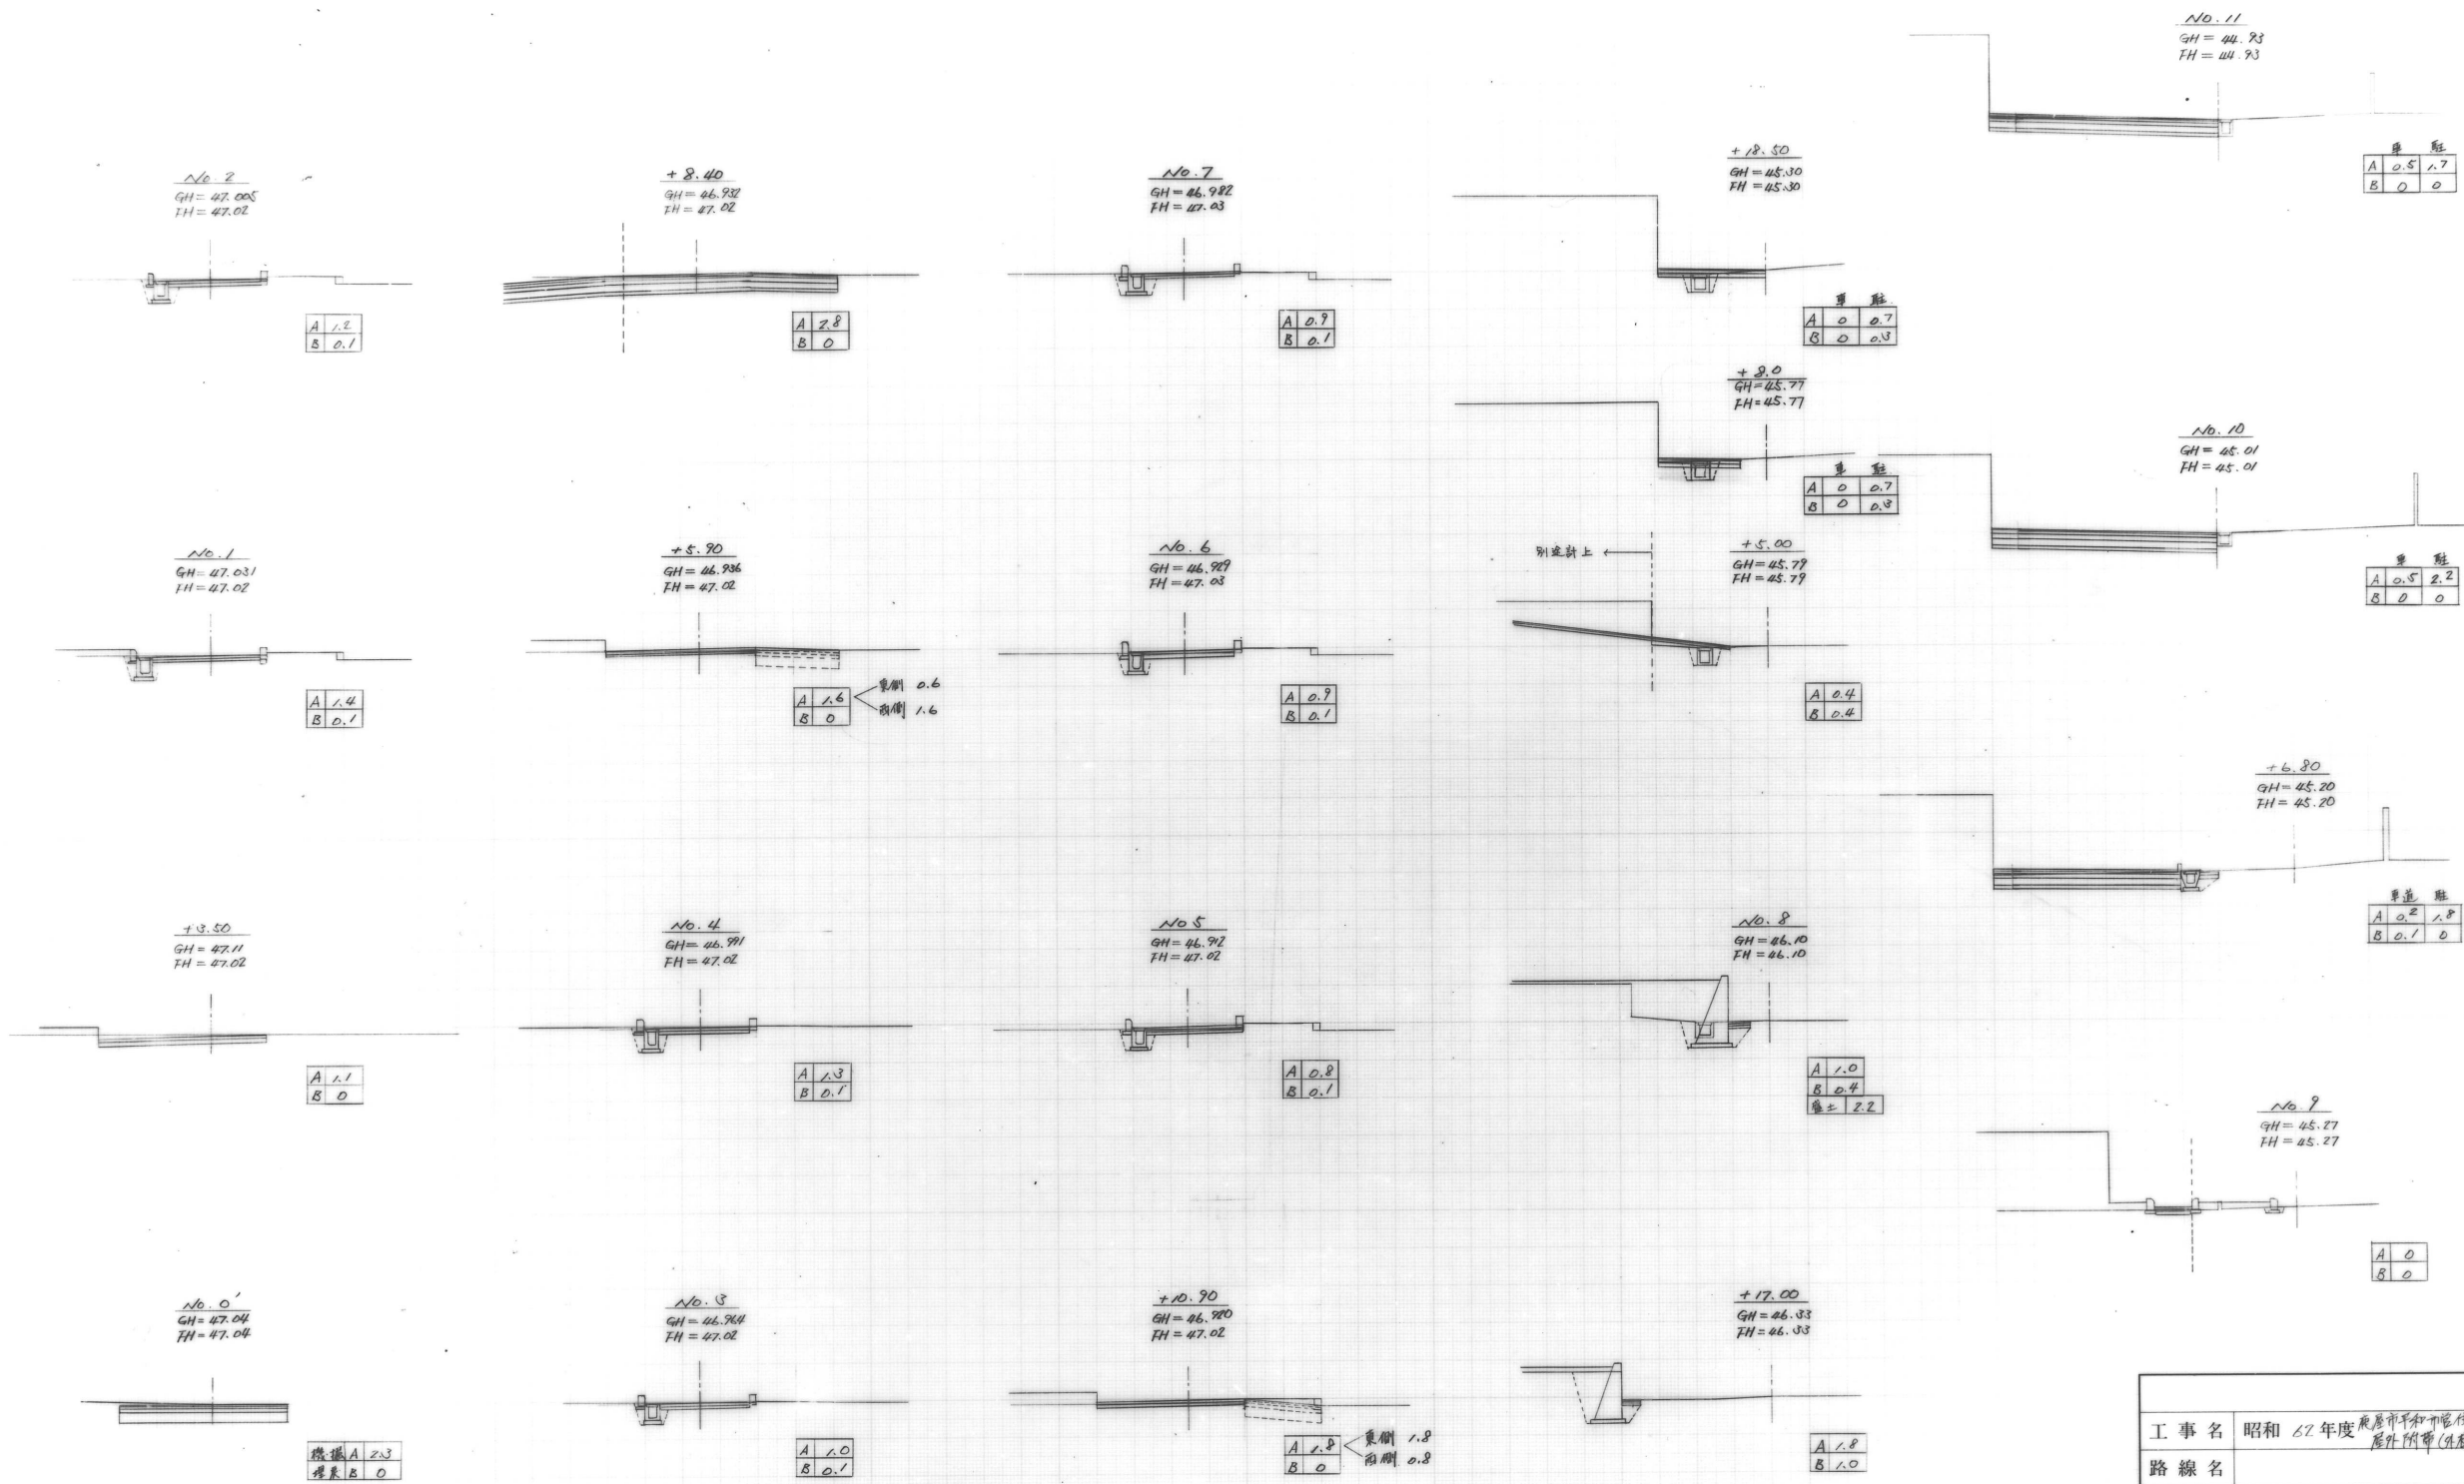 No. 2
GH = 47.005
FH = 47.02
A 1.2
B 0.1
No. 1
GH = 47.031
FH = 47.02
A 1.4
B 0.1
+3.50
GH = 47.11
FH = 47.02
A 1.1
B 0
No. 0'
GH = 47.04
FH = 47.04
A 2.3
B 0
+8.40
GH = 46.932
FH = 47.02
A 2.8
B 0
+5.90
GH = 46.936
FH = 47.02
A 1.6
B 0
東側 0.6
西側 1.6
No. 4
GH = 46.991
FH = 47.02
A 1.3
B 0.1
No. 3
GH = 46.964
FH = 47.02
A 1.0
B 0.1
No. 7
GH = 46.982
FH = 47.03
A 0.9
B 0.1
No. 6
GH = 46.929
FH = 47.03
A 0.9
B 0.1
No 5
GH = 46.912
FH = 47.02
A 0.8
B 0.1
+10.90
GH = 46.920
FH = 47.02
A 1.8
B 0
東側 1.8
西側 0.8
+18.50
GH = 45.30
FH = 45.30
車 駐
A 0 0.7
B 0 0.3
+8.0
GH = 45.77
FH = 45.77
車 駐
A 0 0.7
B 0 0.3
別途計上
+5.00
GH = 45.79
FH = 45.79
A 0.4
B 0.4
No. 8
GH = 46.10
FH = 46.10
A 1.0
B 0.4
盛土 2.2
+17.00
GH = 46.33
FH = 46.33
A 1.8
B 1.0
No. 11
GH = 44.93
FH = 44.93
車 駐
A 0.5 1.7
B 0 0
No. 10
GH = 45.01
FH = 45.01
車 駐
A 0.5 2.2
B 0 0
+6.80
GH = 45.20
FH = 45.20
車道 駐
A 0.2 1.8
B 0.1 0
No. 9
GH = 45.27
FH = 45.27
A 0
B 0
工事名 昭和 62 年度
路線名